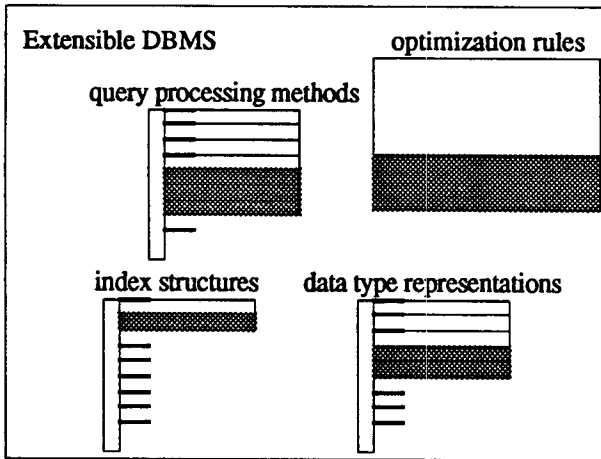 Extensible DBMS
optimization rules
query processing methods
index structures
data type representations